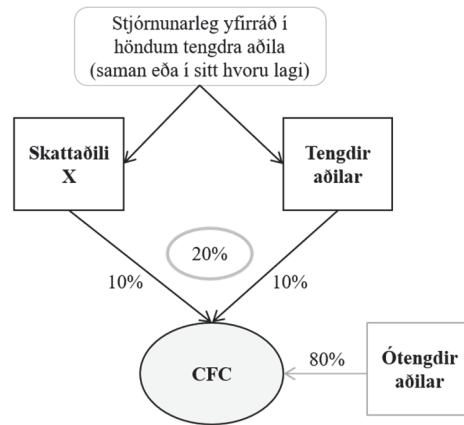 Stjórnunarleg yfirráð í
höndum tengdra aðila
(saman eða í sitt hvoru lagi)
Skattaðili
X
Tengdir
aðilar
20%
10%
10%
CFC
80%
Ótengdir
aðilar